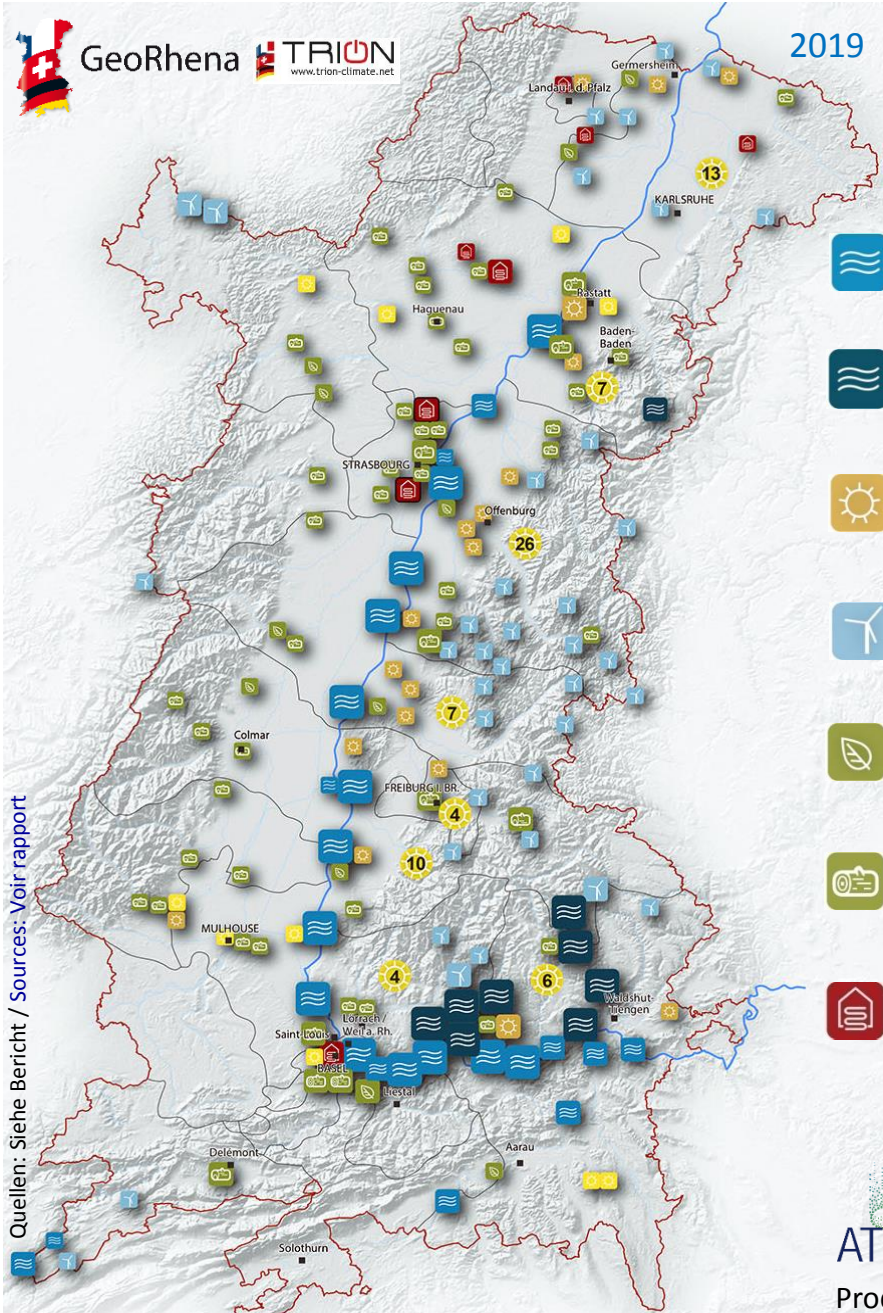 GeoRhena
TRION
www.trion-climate.net
2019
Germersheim
Landau i.d. Pfalz
13
KARLSRUHE
Haguenau
Rastatt
Baden-
Baden
7
STRASBOURG
Offenburg
26
7
Colmar
FREIBURG I. BR.
4
10
MULHOUSE
4
6
Waldshut-
Tiengen
Lörrach /
Weil a. Rh.
Saint-Louis
BASEL
Liestal
Delémont
Aarau
Solothurn
Quellen: Siehe Bericht / Sources: Voir rapport
AT
Prod